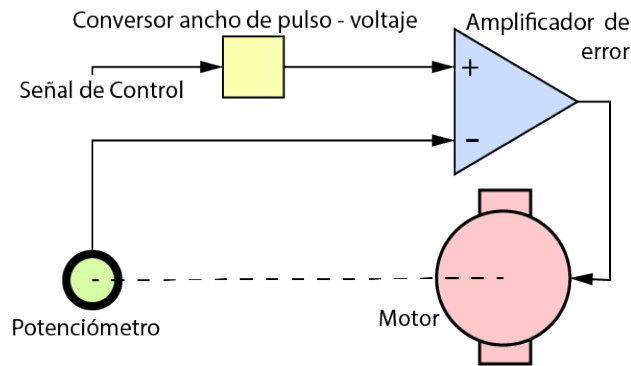 Conversor ancho de pulso - voltaje
Amplificador de
error
Señal de Control
+
-
Potenciómetro
Motor